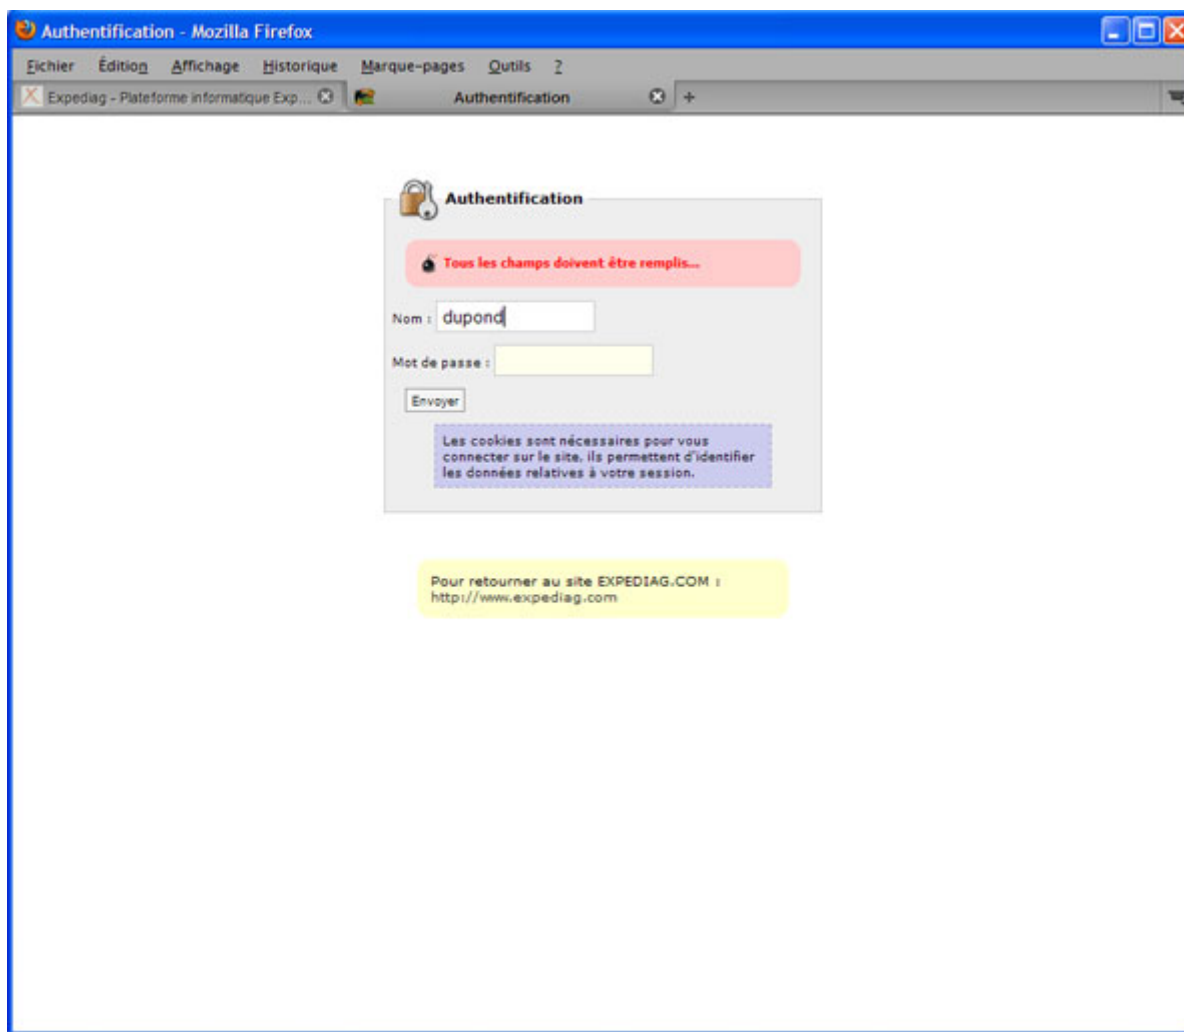 Authentification - Mozilla Firefox
Fichier Édition Affichage Historique Marque-pages Outils ?
Expediag - Plateforme informatique Exp... Authentification +
Authentification
Tous les champs doivent être remplis...
Nom : dupond
Mot de passe :
Envoyer
Les cookies sont nécessaires pour vous
connecter sur le site, ils permettent d'identifier
les données relatives à votre session.
Pour retourner au site EXPEDIAG.COM :
http://www.expediag.com